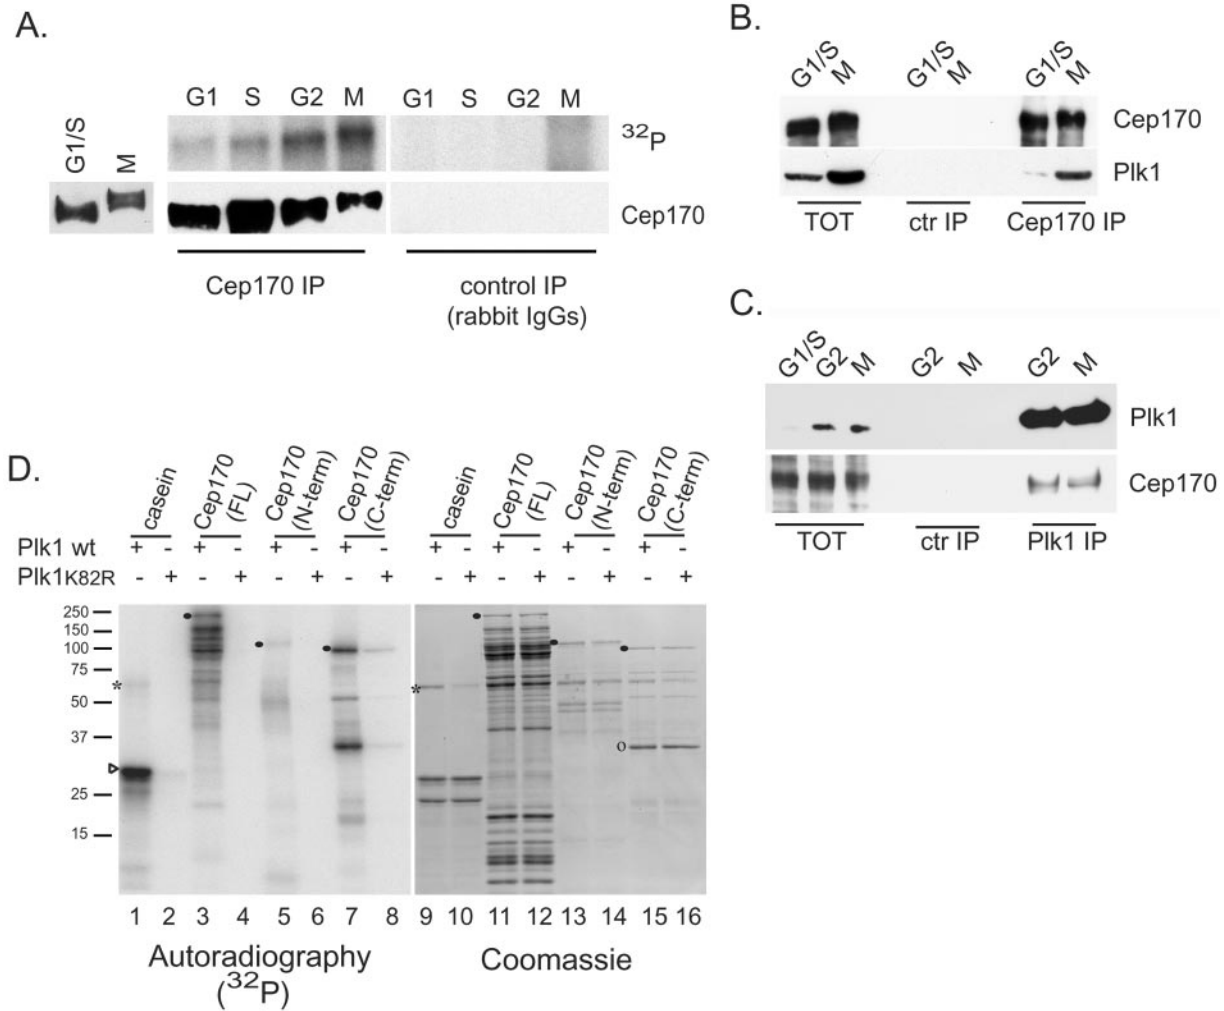 A.
G1/S M
G1 S G2 M G1 S G2 M
32P
Cep170
Cep170 IP
control IP
(rabbit IgGs)
B.
G1/S M G1/S M G1/S M
Cep170
Plk1
TOT ctr IP Cep170 IP
C.
G1/S G2 M G2 M G2 M
Plk1
Cep170
TOT ctr IP Plk1 IP
D.
casein Cep170 (FL) Cep170 (N-term) Cep170 (C-term) casein Cep170 (FL) Cep170 (N-term) Cep170 (C-term)
Plk1 wt + - + - + - + - + - + - + - + -
Plk1K82R - + - + - + - + - + - + - + - +
250
150
100
75
*
*
50
37
o
25
15
1 2 3 4 5 6 7 8 9 10 11 12 13 14 15 16
Autoradiography
(32P)
Coomassie